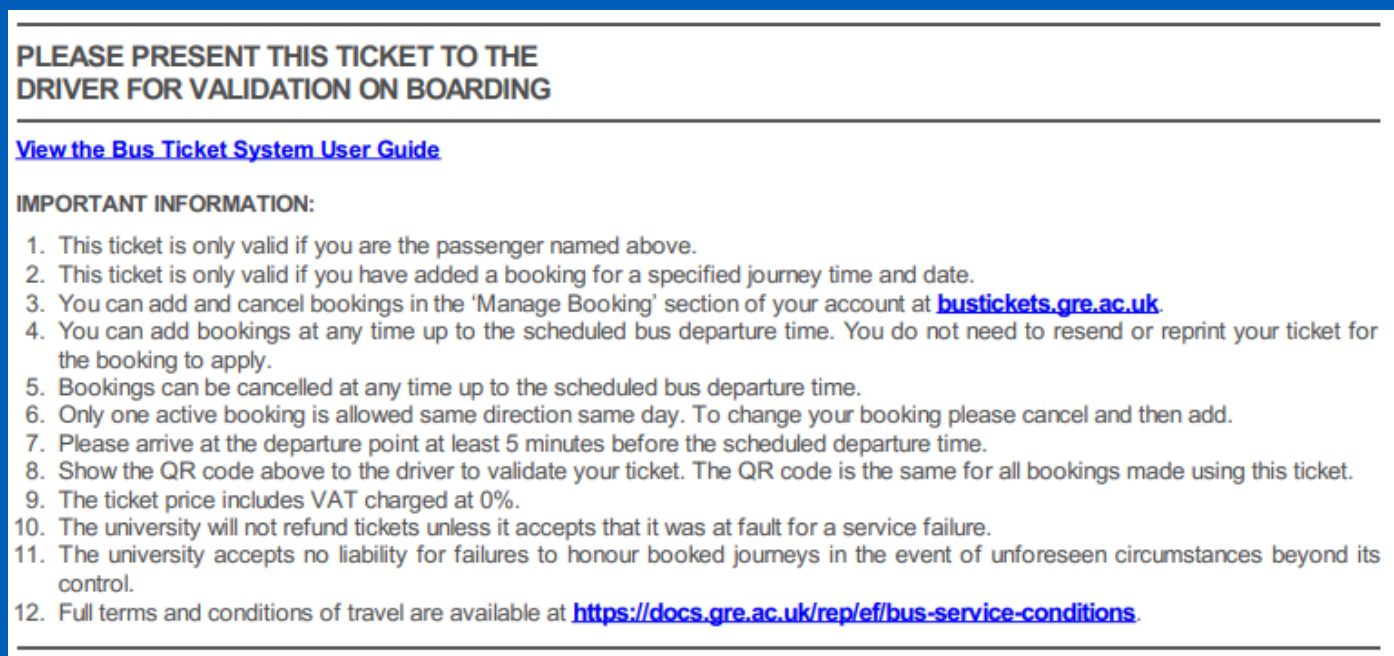 PLEASE PRESENT THIS TICKET TO THE
DRIVER FOR VALIDATION ON BOARDING
View the Bus Ticket System User Guide
IMPORTANT INFORMATION:
1. This ticket is only valid if you are the passenger named above.
2. This ticket is only valid if you have added a booking for a specified journey time and date.
3. You can add and cancel bookings in the ‘Manage Booking’ section of your account at bustickets.gre.ac.uk.
4. You can add bookings at any time up to the scheduled bus departure time. You do not need to resend or reprint your ticket for
the booking to apply.
5. Bookings can be cancelled at any time up to the scheduled bus departure time.
6. Only one active booking is allowed same direction same day. To change your booking please cancel and then add.
7. Please arrive at the departure point at least 5 minutes before the scheduled departure time.
8. Show the QR code above to the driver to validate your ticket. The QR code is the same for all bookings made using this ticket.
9. The ticket price includes VAT charged at 0%.
10. The university will not refund tickets unless it accepts that it was at fault for a service failure.
11. The university accepts no liability for failures to honour booked journeys in the event of unforeseen circumstances beyond its
control.
12. Full terms and conditions of travel are available at https://docs.gre.ac.uk/rep/ef/bus-service-conditions.